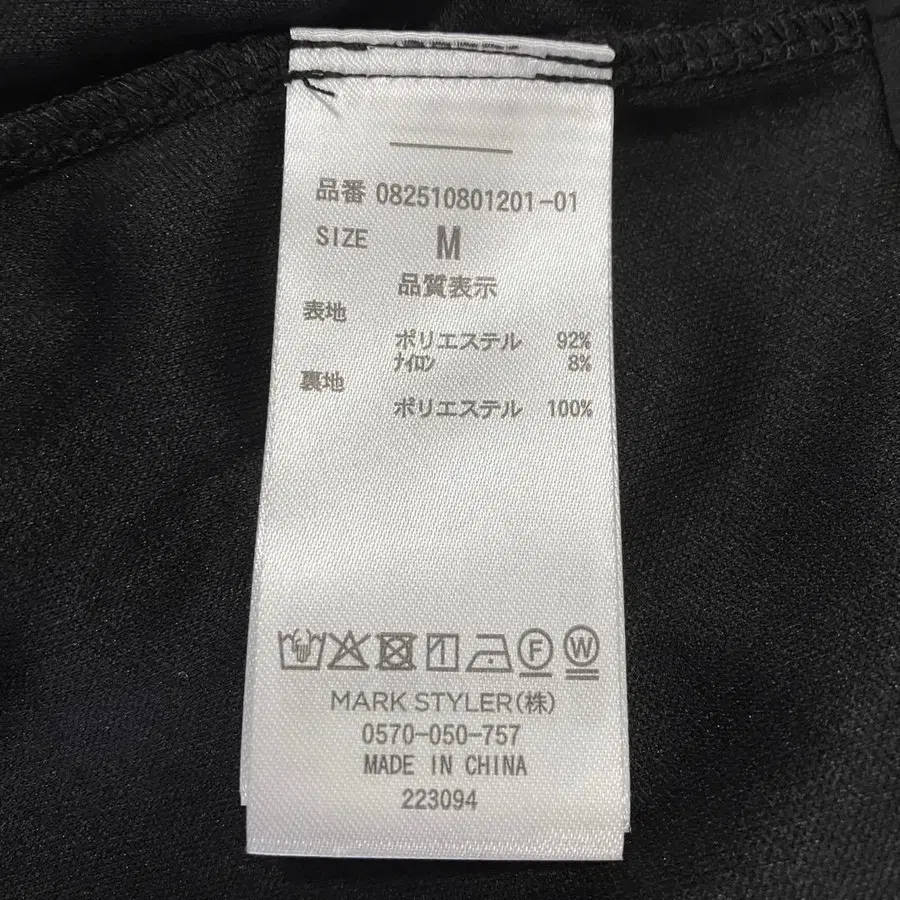 品番 082510801201-01
SIZE M
品質表示
表地
ポリエステル 92%
ﾅｲﾛﾝ 8%
裏地
ポリエステル 100%
F W
MARK STYLER(株)
0570-050-757
MADE IN CHINA
223094